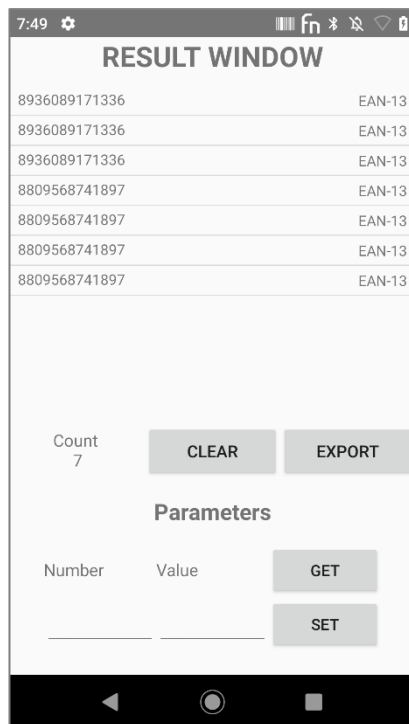 7:49 fn
RESULT WINDOW
8936089171336 EAN-13
8936089171336 EAN-13
8936089171336 EAN-13
8809568741897 EAN-13
8809568741897 EAN-13
8809568741897 EAN-13
8809568741897 EAN-13
Count
7
CLEAR EXPORT
Parameters
Number Value GET
SET